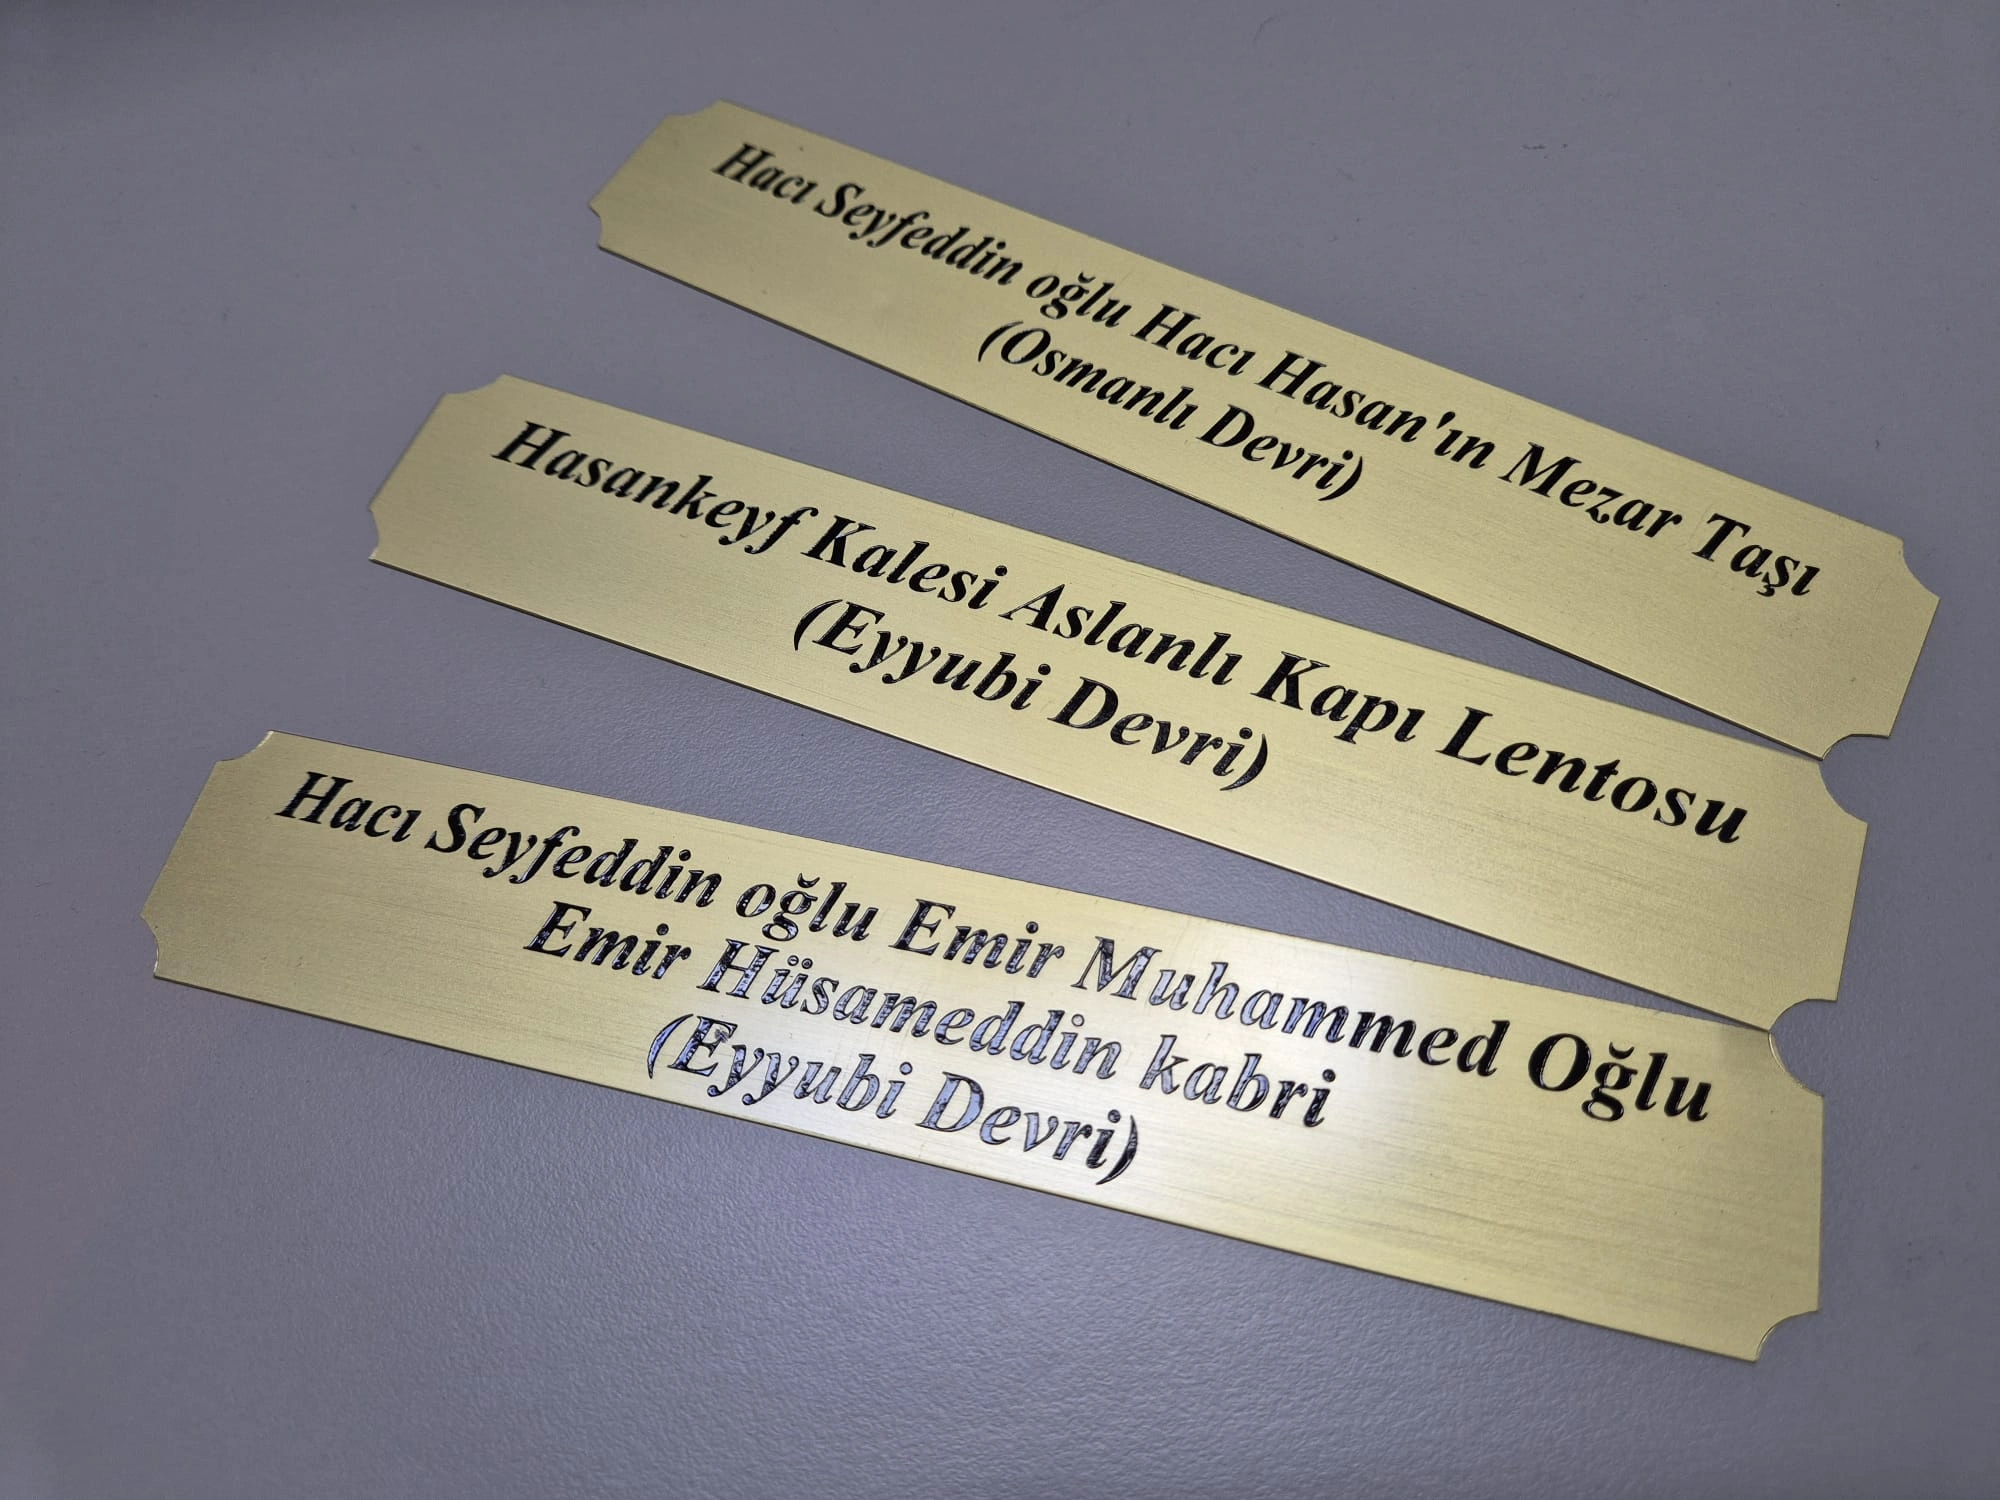 Hacı Seyfeddin oğlu Hacı Hasan'ın Mezar Taşı
(Osmanlı Devri)
Hasankeyf Kalesi Aslanlı Kapı Lentosu
(Eyyubi Devri)
Hacı Seyfeddin oğlu Emir Muhammed Oğlu
Emir Hüsameddin kabri
(Eyyubi Devri)